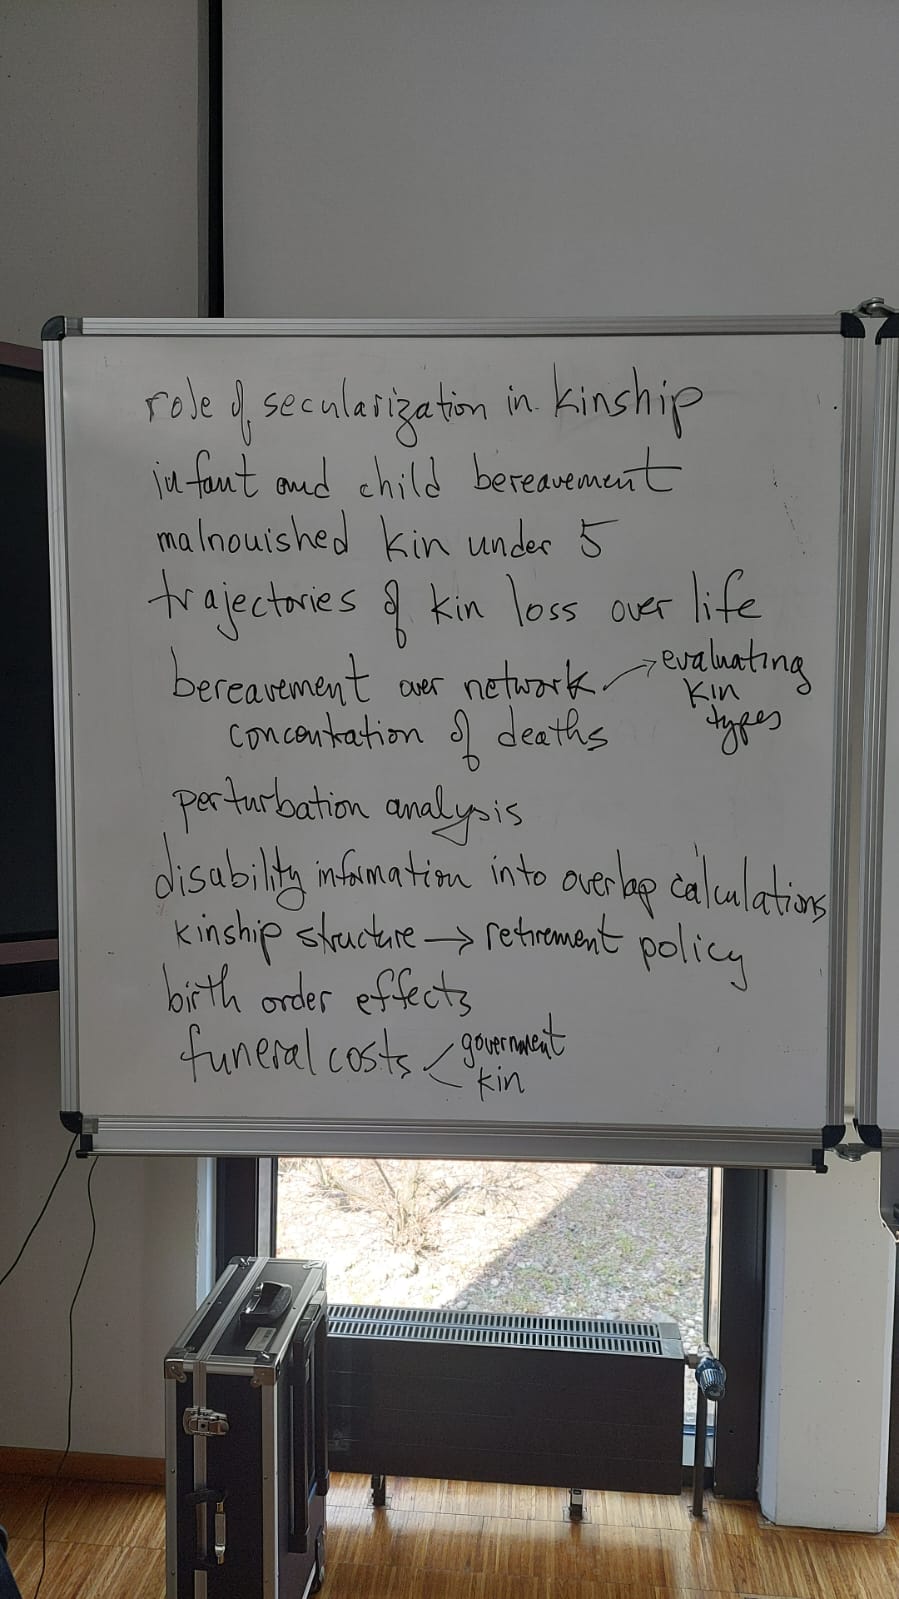 role of secularization in kinship
infant and child bereavement
malnouished kin under 5
trajectories of kin loss over life
bereavement over network → evaluating kin types
concentration of deaths
perturbation analysis
disability information into overlap calculations
kinship structure → retirement policy
birth order effects
funeral costs < government
kin